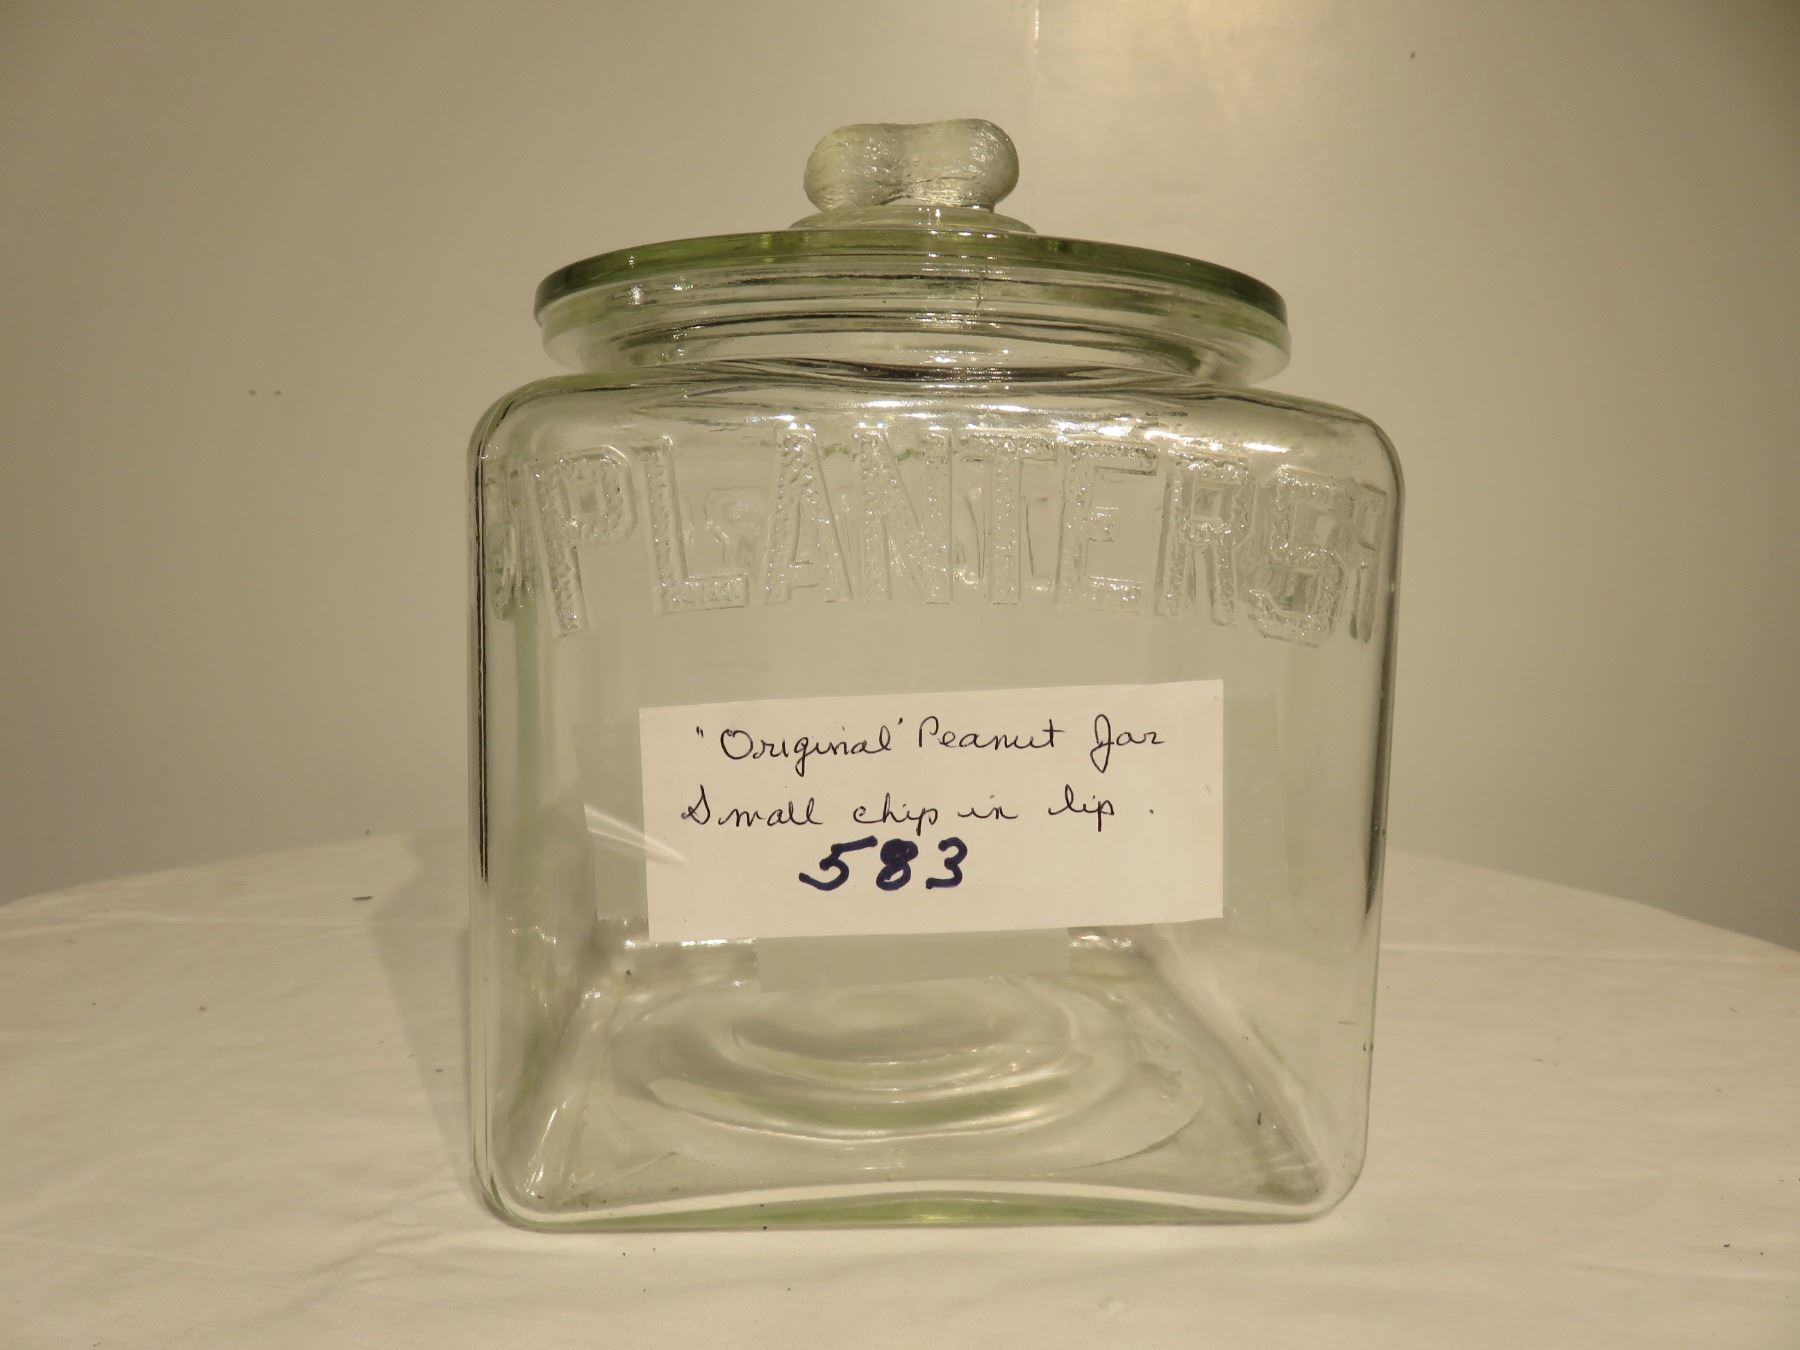 PLANTERS
"Original" Peanut Jar
Small chip in lip.
583